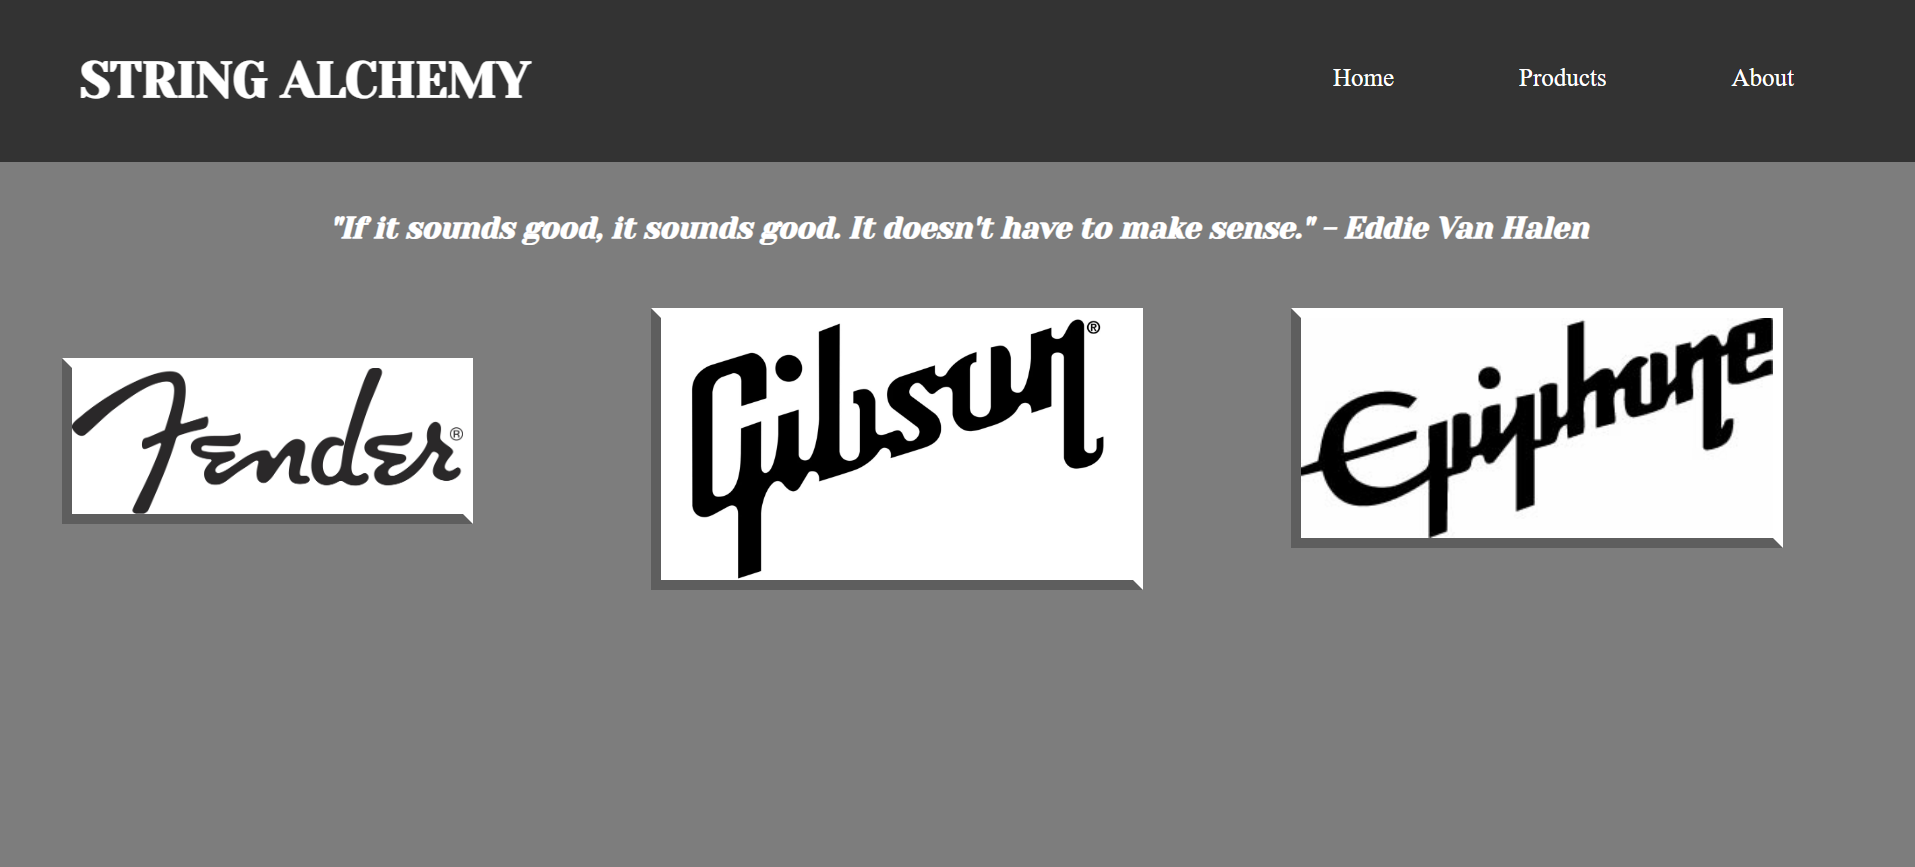 STRING ALCHEMY
Home Products About
"If it sounds good, it sounds good. It doesn't have to make sense." - Eddie Van Halen
Fender®
Gibson®
Epiphone